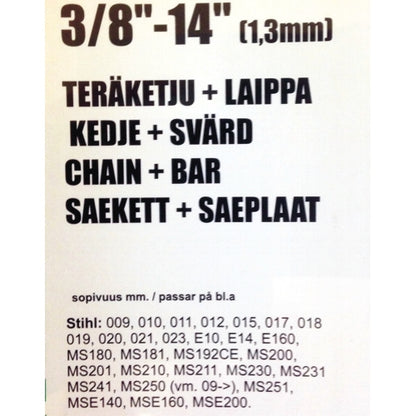 3/8"-14" (1,3mm)
TERÄKETJU + LAIPPA
KEDJE + SVÄRD
CHAIN + BAR
SAEKETT + SAEPLAAT
sopivuus mm. / passar på bl.a
Stihl: 009, 010, 011, 012, 015, 017, 018
019, 020, 021, 023, E10, E14, E160,
MS180, MS181, MS192CE, MS200,
MS201, MS210, MS211, MS230, MS231
MS241, MS250 (vm. 09->), MS251,
MSE140, MSE160, MSE200.